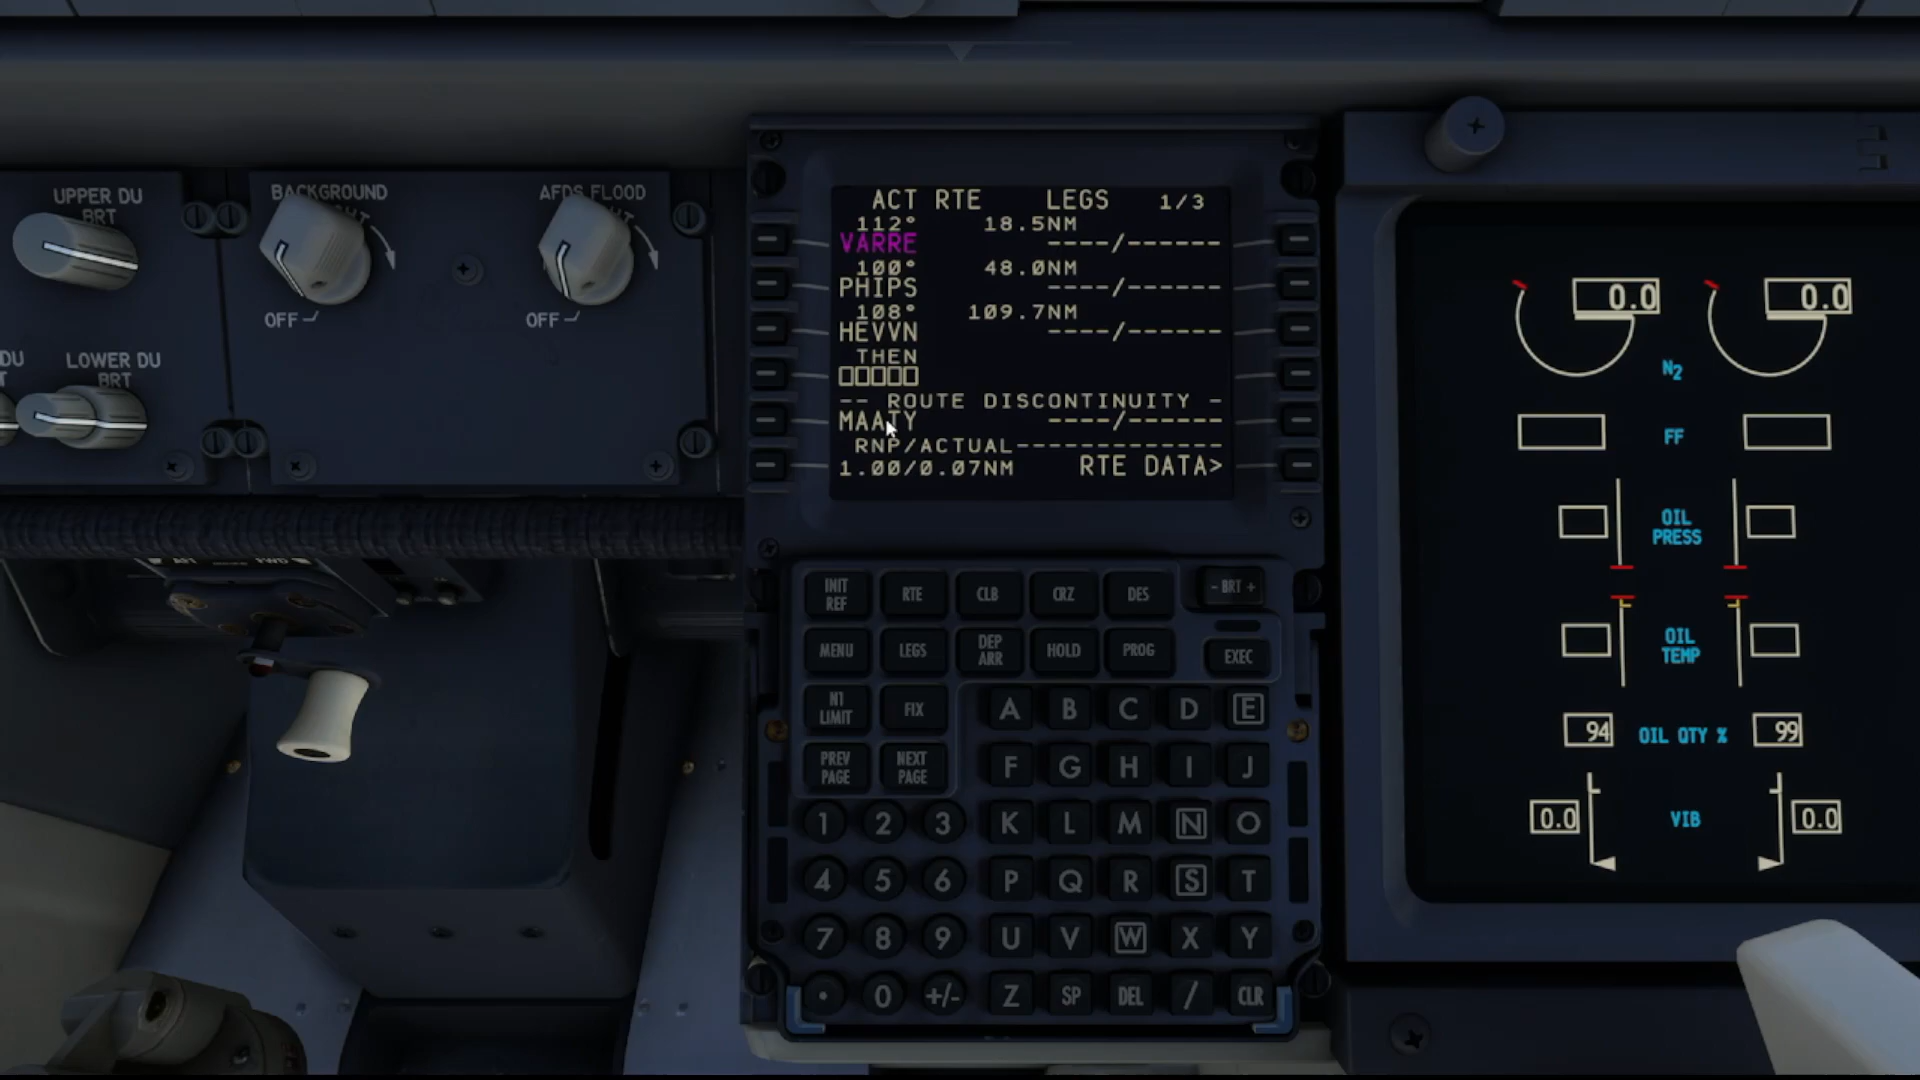 UPPER DU
BRT
BACKGROUND
AFDS FLOOD
OFF
OFF
DU
LOWER DU
BRT
ACT RTE LEGS 1/3
112° 18.5NM
VARRE ----/------
100° 48.0NM
PHIPS ----/------
108° 109.7NM
HEVVN ----/------
THEN
□□□□□
-- ROUTE DISCONTINUITY -
MAATY ----/------
RNP/ACTUAL-------------
1.00/0.07NM RTE DATA>
INIT
REF
RTE
CLB
CRZ
DES
- BRT +
MENU
LEGS
DEP
ARR
HOLD
PROG
EXEC
N1
LIMIT
FIX
PREV
PAGE
NEXT
PAGE
A B C D E
F G H I J
1 2 3 K L M N O
4 5 6 P Q R S T
7 8 9 U V W X Y
. 0 +/- Z SP DEL / CLR
0.0 0.0
N2
FF
OIL
PRESS
OIL
TEMP
94 OIL QTY % 99
0.0 VIB 0.0